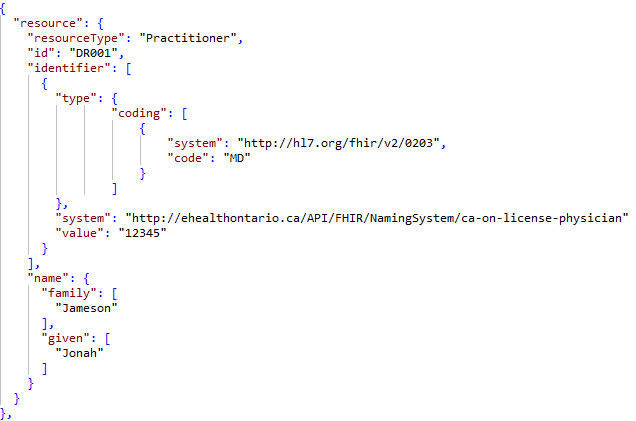 {
  "resource": {
    "resourceType": "Practitioner",
    "id": "DR001",
    "identifier": [
      {
        "type": {
                "coding": [
                    {
                        "system": "http://hl7.org/fhir/v2/0203",
                        "code": "MD"
                    }
                ]
        },
        "system": "http://ehealthontario.ca/API/FHIR/NamingSystem/ca-on-license-physician"
        "value": "12345"
      }
    ],
    "name": {
      "family": [
        "Jameson"
      ],
      "given": [
        "Jonah"
      ]
    }
  }
},